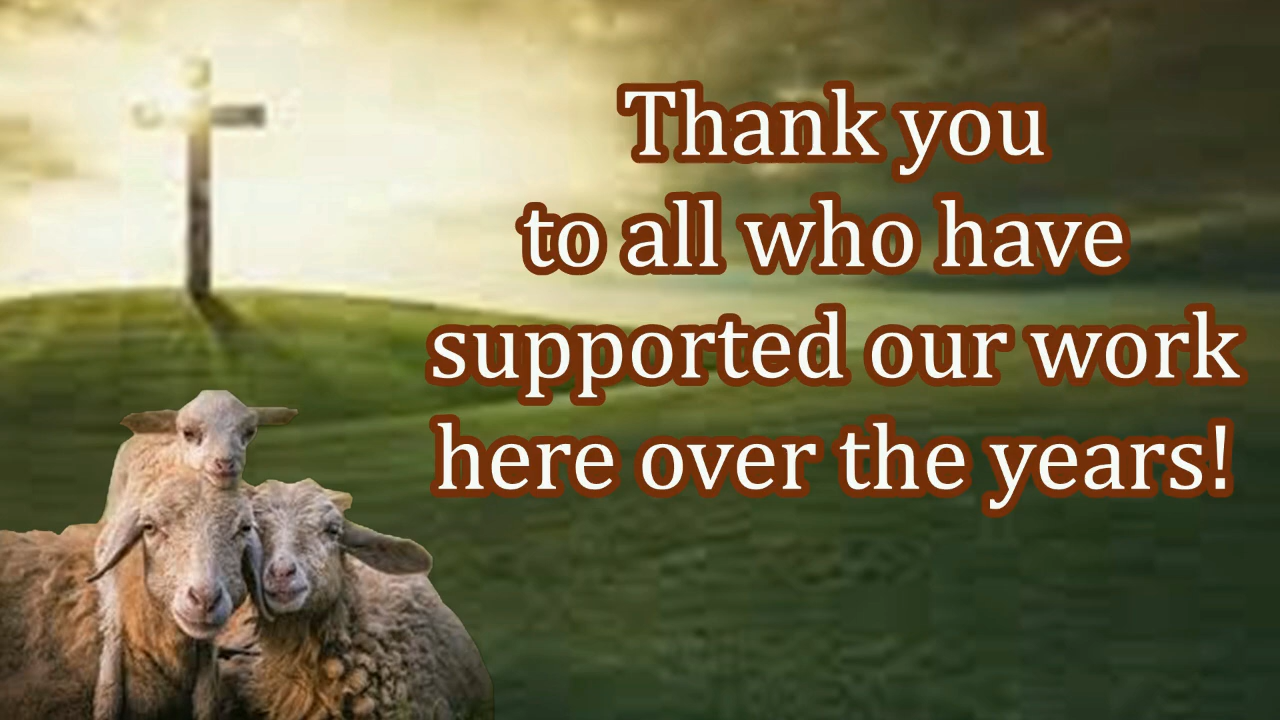 Thank you
to all who have
supported our work
here over the years!